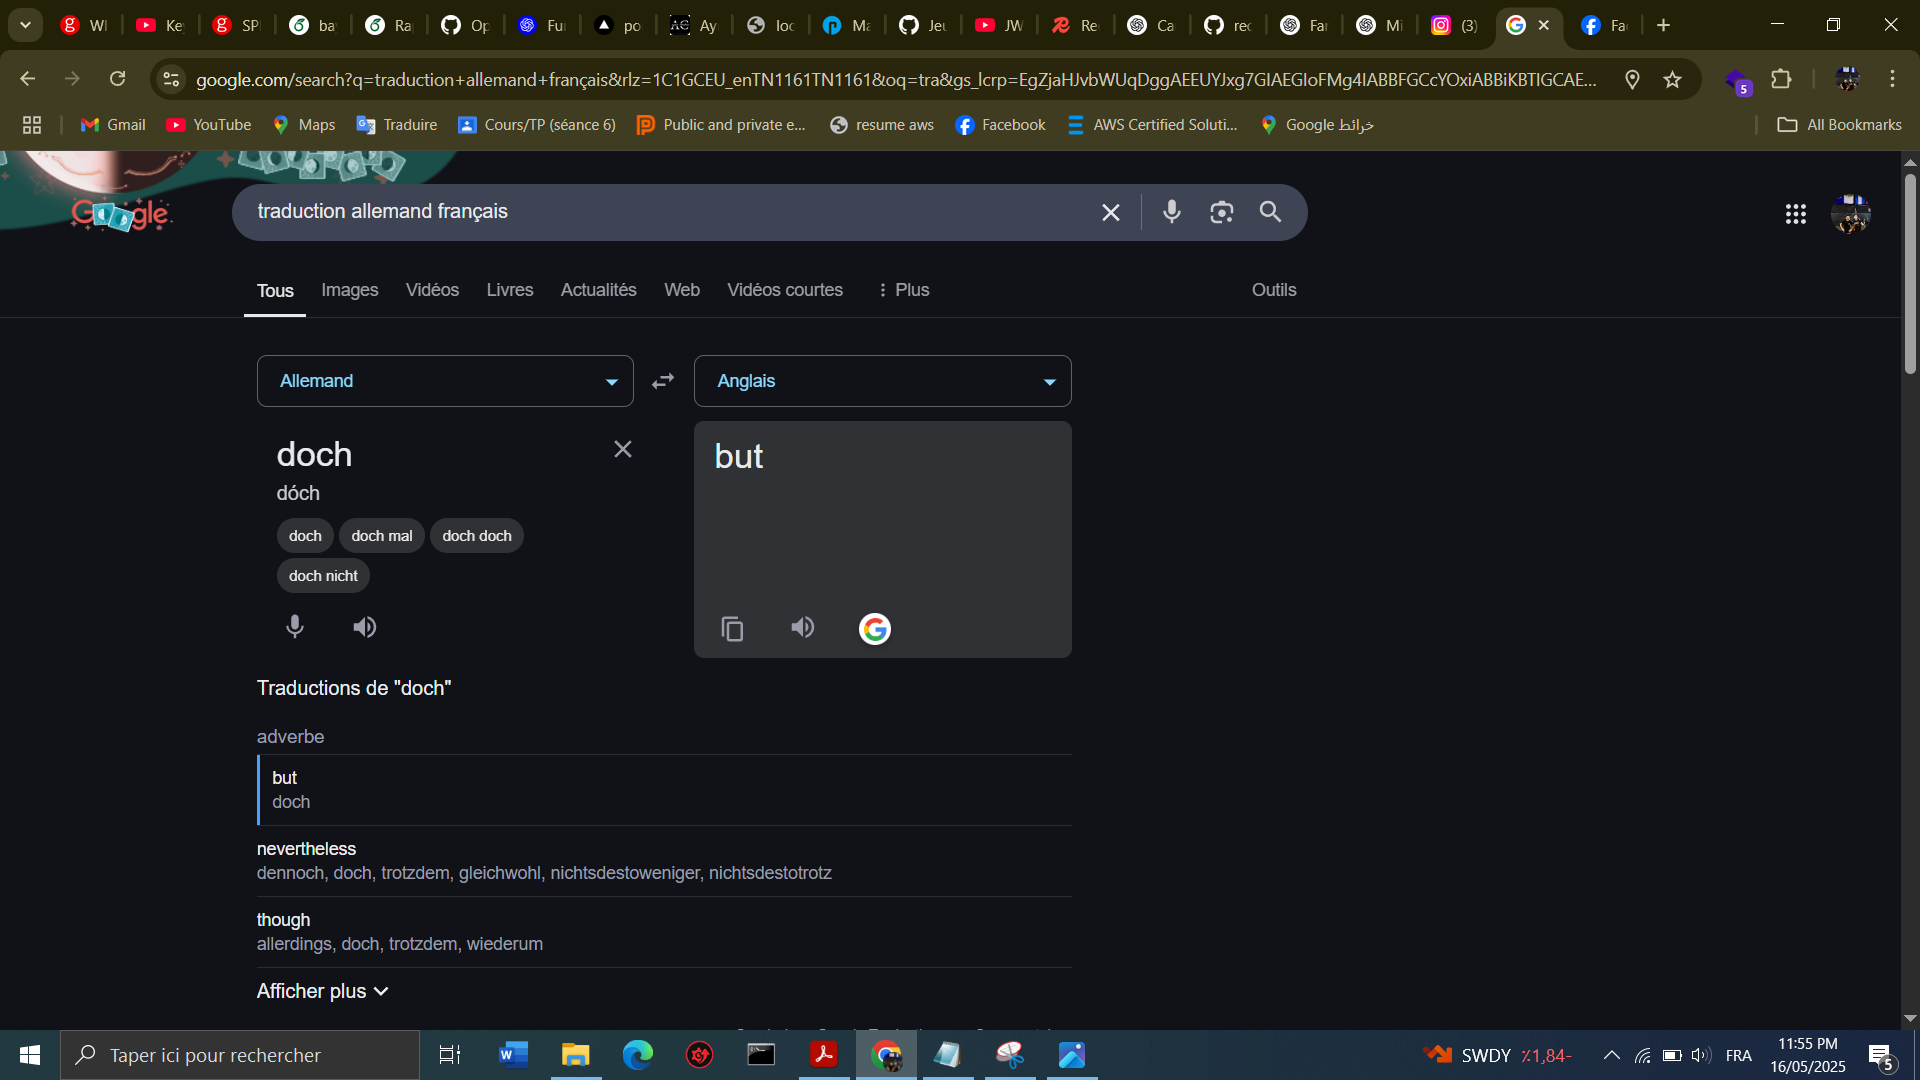 WI
Ke
SPI
ba
Ra
Op
Fu
po
Ay
loc
Ma
Jeu
JW
Re
Ca
rec
Far
Mi
(3)
Fac
google.com/search?q=traduction+allemand+français&rlz=1C1GCEU_enTN1161TN1161&oq=tra&gs_lcrp=EgZjaHJvbWUqDggAEEUYJxg7GIAEGIoFMg4IABBFGCcYOxiABBiKBTIGCAE...
5
Gmail
YouTube
Maps
Traduire
Cours/TP (séance 6)
Public and private e...
resume aws
Facebook
AWS Certified Soluti...
خرائط Google
All Bookmarks
Google
traduction allemand français
Tous
Images
Vidéos
Livres
Actualités
Web
Vidéos courtes
Plus
Outils
Allemand
Anglais
doch
but
dóch
doch
doch mal
doch doch
doch nicht
Traductions de "doch"
adverbe
but
doch
nevertheless
dennoch, doch, trotzdem, gleichwohl, nichtsdestoweniger, nichtsdestotrotz
though
allerdings, doch, trotzdem, wiederum
Afficher plus
Taper ici pour rechercher
SWDY
٪1,84-
FRA
11:55 PM
16/05/2025
5